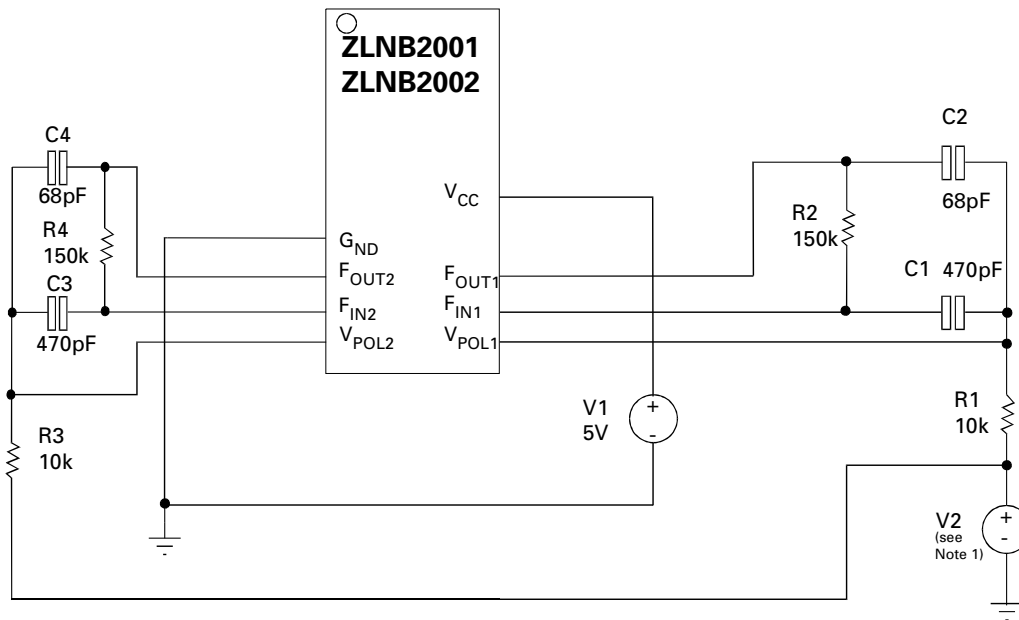 ZLNB2001
ZLNB2002
C4
68pF
R4
150k
C3
470pF
R3
10k
VCC
GND
FOUT2
FIN2
VPOL2
FOUT1
FIN1
VPOL1
V1
5V
+
-
C2
68pF
R2
150k
C1 470pF
R1
10k
V2
(see
Note 1)
+
-